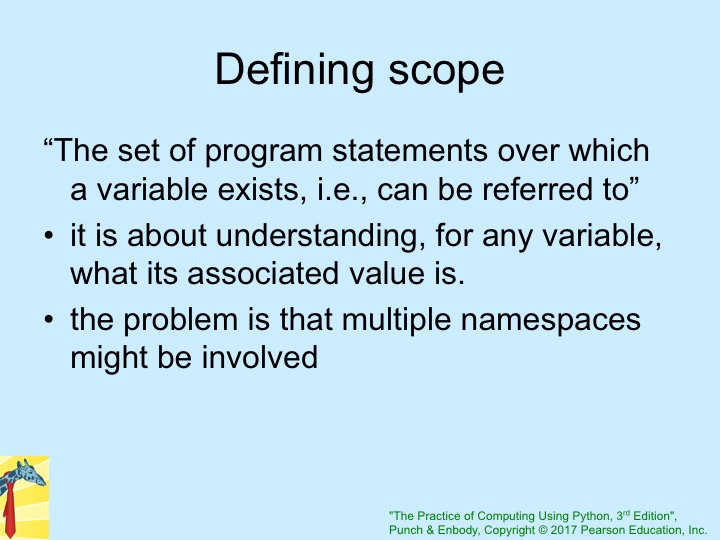 Defining scope
“The set of program statements over which
a variable exists, i.e., can be referred to”
• it is about understanding, for any variable,
what its associated value is.
• the problem is that multiple namespaces
might be involved
"The Practice of Computing Using Python, 3rd Edition",
Punch & Enbody, Copyright © 2017 Pearson Education, Inc.